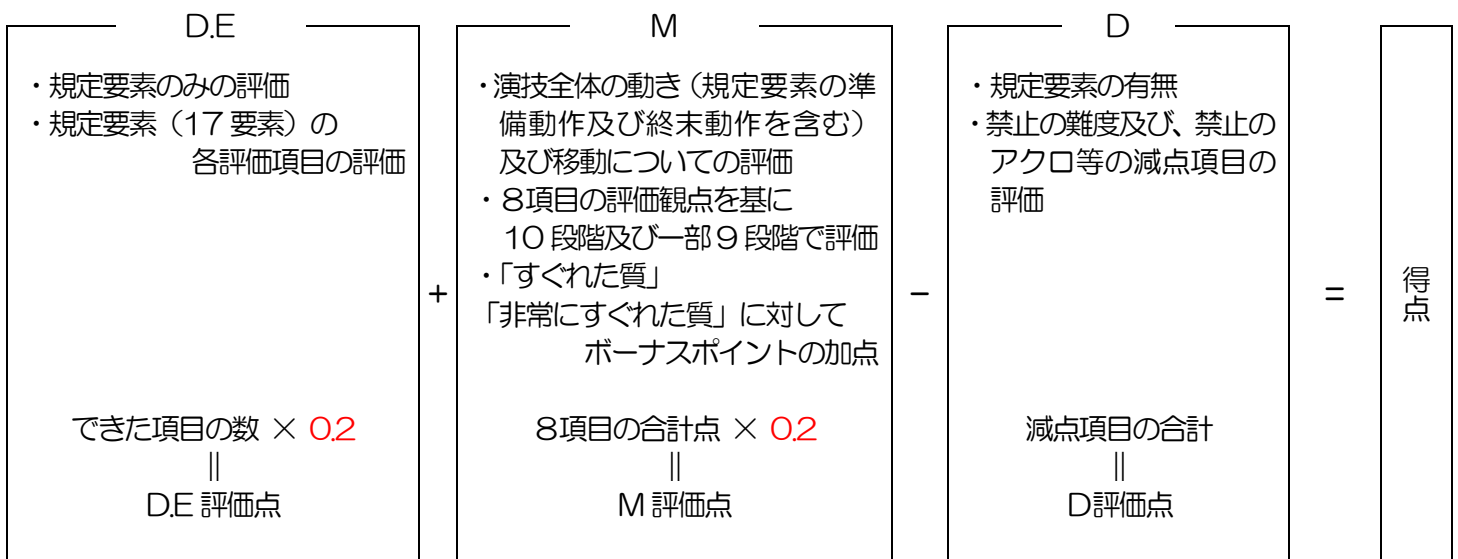 D.E
・規定要素のみの評価
・規定要素（17要素）の
各評価項目の評価
できた項目の数 × 0.2
||
D.E 評価点
+
M
・演技全体の動き（規定要素の準
備動作及び終末動作を含む）
及び移動についての評価
・8項目の評価観点を基に
10段階及び一部9段階で評価
・「すぐれた質」
「非常にすぐれた質」に対して
ボーナスポイントの加点
8項目の合計点 × 0.2
||
M 評価点
－
D
・規定要素の有無
・禁止の難度及び、禁止の
アクロ等の減点項目の
評価
減点項目の合計
||
D評価点
=
得点